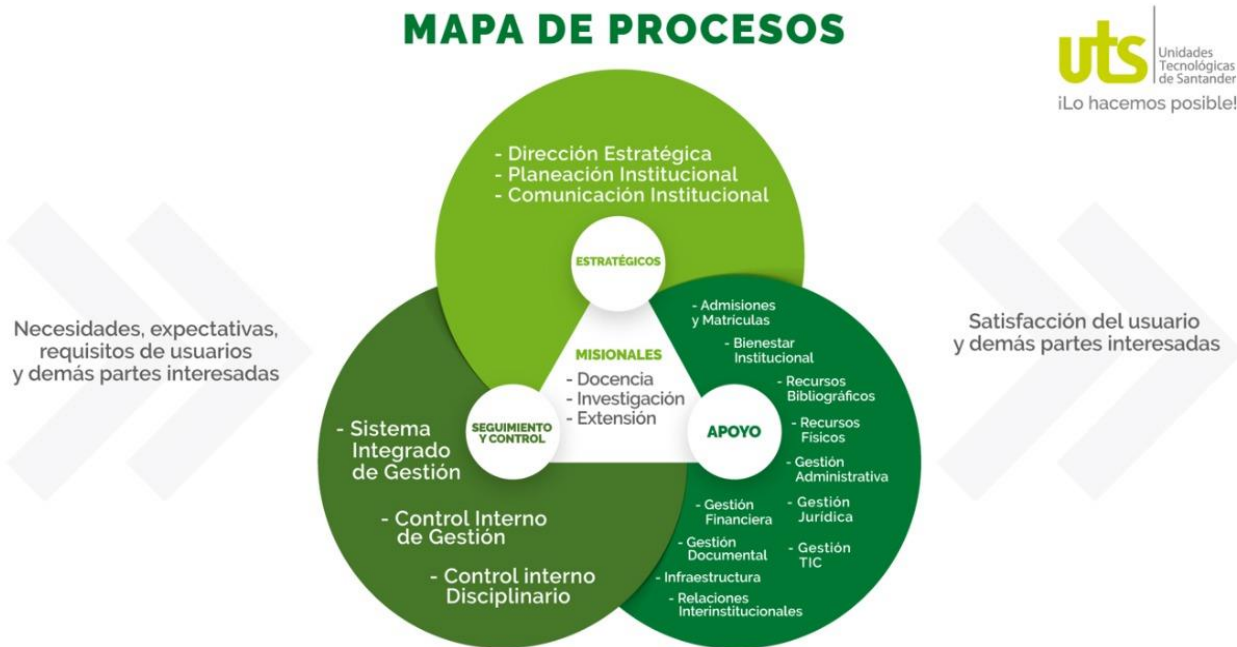 MAPA DE PROCESOS
uts
Unidades
Tecnológicas
de Santander
¡Lo hacemos posible!
- Dirección Estratégica
- Planeación Institucional
- Comunicación Institucional
ESTRATÉGICOS
Necesidades, expectativas,
requisitos de usuarios
y demás partes interesadas
MISIONALES
- Docencia
- Investigación
- Extensión
SEGUIMIENTO
Y CONTROL
- Sistema
Integrado
de Gestión
- Control Interno
de Gestión
- Control interno
Disciplinario
APOYO
- Admisiones
y Matrículas
- Bienestar
Institucional
- Recursos
Bibliográficos
- Recursos
Físicos
- Gestión
Administrativa
- Gestión
Jurídica
- Gestión
TIC
- Gestión
Financiera
- Gestión
Documental
- Infraestructura
- Relaciones
Interinstitucionales
Satisfacción del usuario
y demás partes interesadas